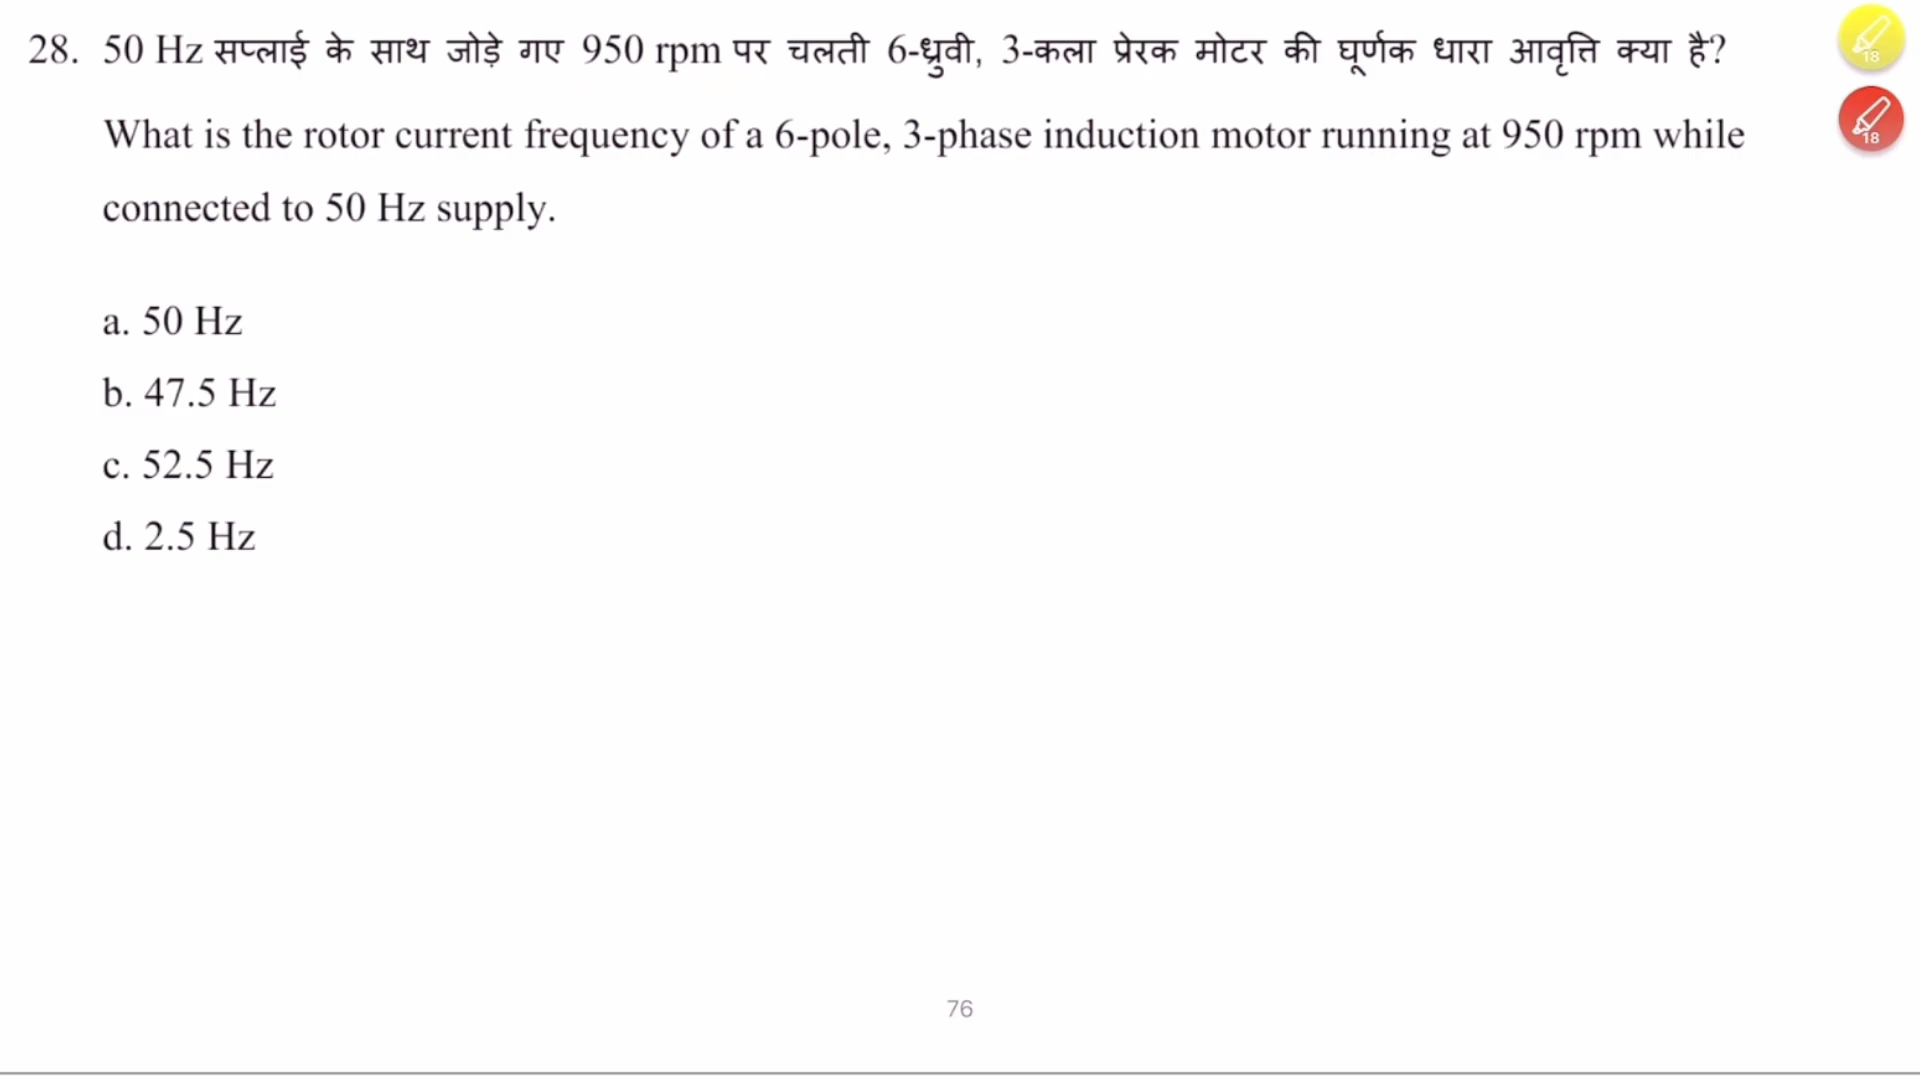 28. 50 Hz सप्लाई के साथ जोड़े गए 950 rpm पर चलती 6-ध्रुवी, 3-कला प्रेरक मोटर की घूर्णक धारा आवृत्ति क्या है?
What is the rotor current frequency of a 6-pole, 3-phase induction motor running at 950 rpm while
connected to 50 Hz supply.
a. 50 Hz
b. 47.5 Hz
c. 52.5 Hz
d. 2.5 Hz
18
18
76